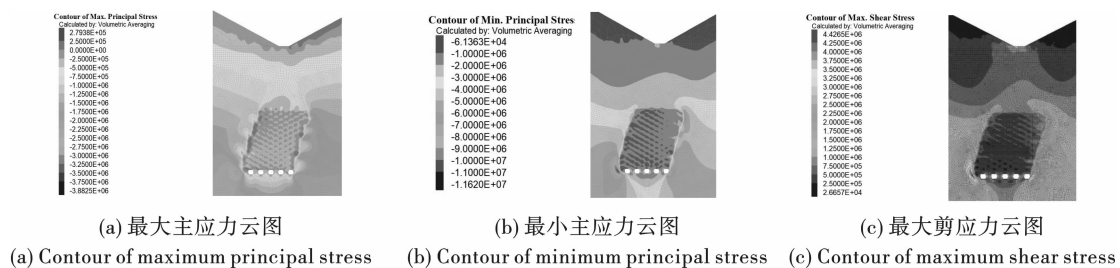 Contour of Max. Principal Stress
Calculated by: Volumetric Averaging
2.7938E+05
2.5000E+05
0.0000E+00
-2.5000E+05
-5.0000E+05
-7.5000E+05
-1.0000E+06
-1.2500E+06
-1.5000E+06
-1.7500E+06
-2.0000E+06
-2.2500E+06
-2.5000E+06
-2.7500E+06
-3.0000E+06
-3.2500E+06
-3.5000E+06
-3.7500E+06
-3.8825E+06
(a) 最大主应力云图
(a) Contour of maximum principal stress
Contour of Min. Principal Stress
Calculated by: Volumetric Averaging
-6.1363E+04
-1.0000E+06
-2.0000E+06
-3.0000E+06
-4.0000E+06
-5.0000E+06
-6.0000E+06
-7.0000E+06
-8.0000E+06
-9.0000E+06
-1.0000E+07
-1.1000E+07
-1.1620E+07
(b) 最小主应力云图
(b) Contour of minimum principal stress
Contour of Max. Shear Stress
Calculated by: Volumetric Averaging
4.4265E+06
4.2500E+06
4.0000E+06
3.7500E+06
3.5000E+06
3.2500E+06
3.0000E+06
2.7500E+06
2.5000E+06
2.2500E+06
2.0000E+06
1.7500E+06
1.5000E+06
1.2500E+06
1.0000E+06
7.5000E+05
5.0000E+05
2.5000E+05
2.6657E+04
(c) 最大剪应力云图
(c) Contour of maximum shear stress